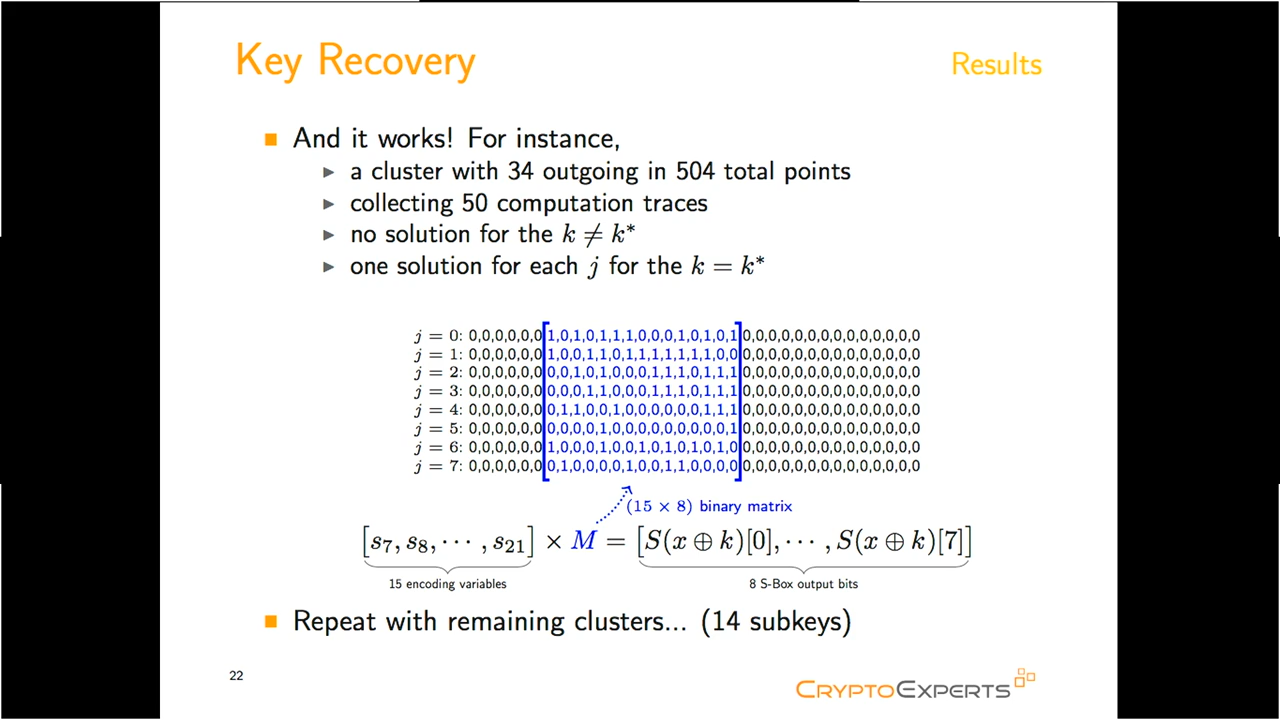 Key Recovery
Results
And it works! For instance,
a cluster with 34 outgoing in 504 total points
collecting 50 computation traces
no solution for the k ≠ k*
one solution for each j for the k = k*
j = 0: 0,0,0,0,0,0[1,0,1,0,1,1,1,0,0,0,1,0,1,0,1]0,0,0,0,0,0,0,0,0,0,0,0,0,0
j = 1: 0,0,0,0,0,0[1,0,0,1,1,0,1,1,1,1,1,1,1,0,0]0,0,0,0,0,0,0,0,0,0,0,0,0,0
j = 2: 0,0,0,0,0,0[0,0,1,0,1,0,0,0,1,1,1,0,1,1,1]0,0,0,0,0,0,0,0,0,0,0,0,0,0
j = 3: 0,0,0,0,0,0[0,0,0,1,1,0,0,0,1,1,1,0,1,1,1]0,0,0,0,0,0,0,0,0,0,0,0,0,0
j = 4: 0,0,0,0,0,0[0,1,1,0,0,1,0,0,0,0,0,0,1,1,1]0,0,0,0,0,0,0,0,0,0,0,0,0,0
j = 5: 0,0,0,0,0,0[0,0,0,0,1,0,0,0,0,0,0,0,0,0,1]0,0,0,0,0,0,0,0,0,0,0,0,0,0
j = 6: 0,0,0,0,0,0[1,0,0,0,1,0,0,1,0,1,0,1,0,1,0]0,0,0,0,0,0,0,0,0,0,0,0,0,0
j = 7: 0,0,0,0,0,0[0,1,0,0,0,0,1,0,0,1,1,0,0,0,0]0,0,0,0,0,0,0,0,0,0,0,0,0,0
(15 × 8) binary matrix
[s7, s8, ··· , s21] × M = [S(x ⊕ k)[0], ··· , S(x ⊕ k)[7]]
15 encoding variables
8 S-Box output bits
Repeat with remaining clusters... (14 subkeys)
22
CRYPTOEXPERTS